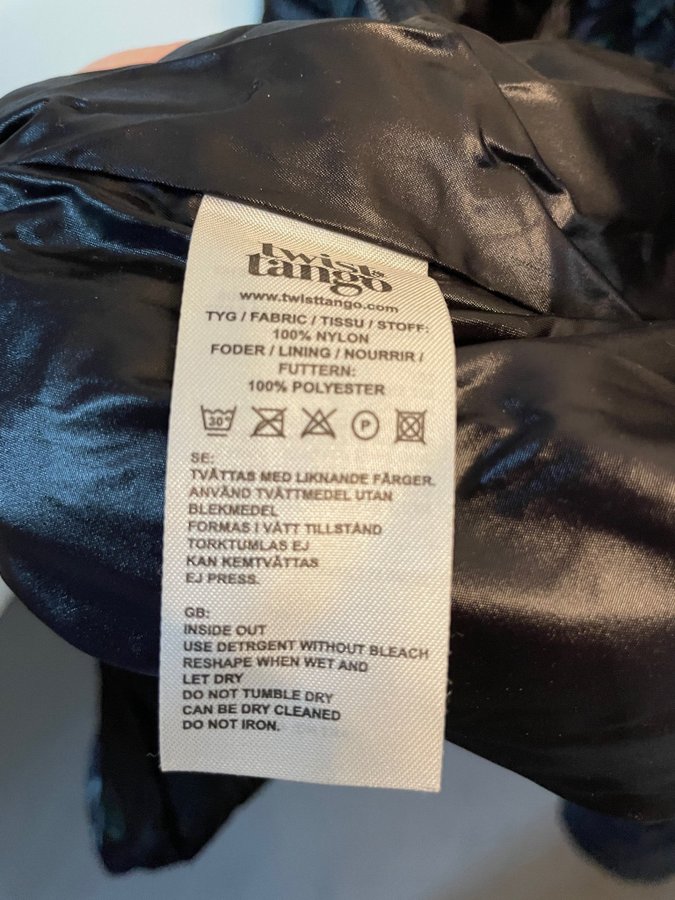 twist &
tango
www.twisttango.com
TYG / FABRIC / TISSU / STOFF:
100% NYLON
FODER / LINING / NOURRIR /
FUTTERN:
100% POLYESTER
30°
P
SE:
TVÄTTAS MED LIKNANDE FÄRGER.
ANVÄND TVÄTTMEDEL UTAN
BLEKMEDEL
FORMAS I VÅTT TILLSTÅND
TORKTUMLAS EJ
KAN KEMTVÄTTAS
EJ PRESS.
GB:
INSIDE OUT
USE DETRGENT WITHOUT BLEACH
RESHAPE WHEN WET AND
LET DRY
DO NOT TUMBLE DRY
CAN BE DRY CLEANED
DO NOT IRON.